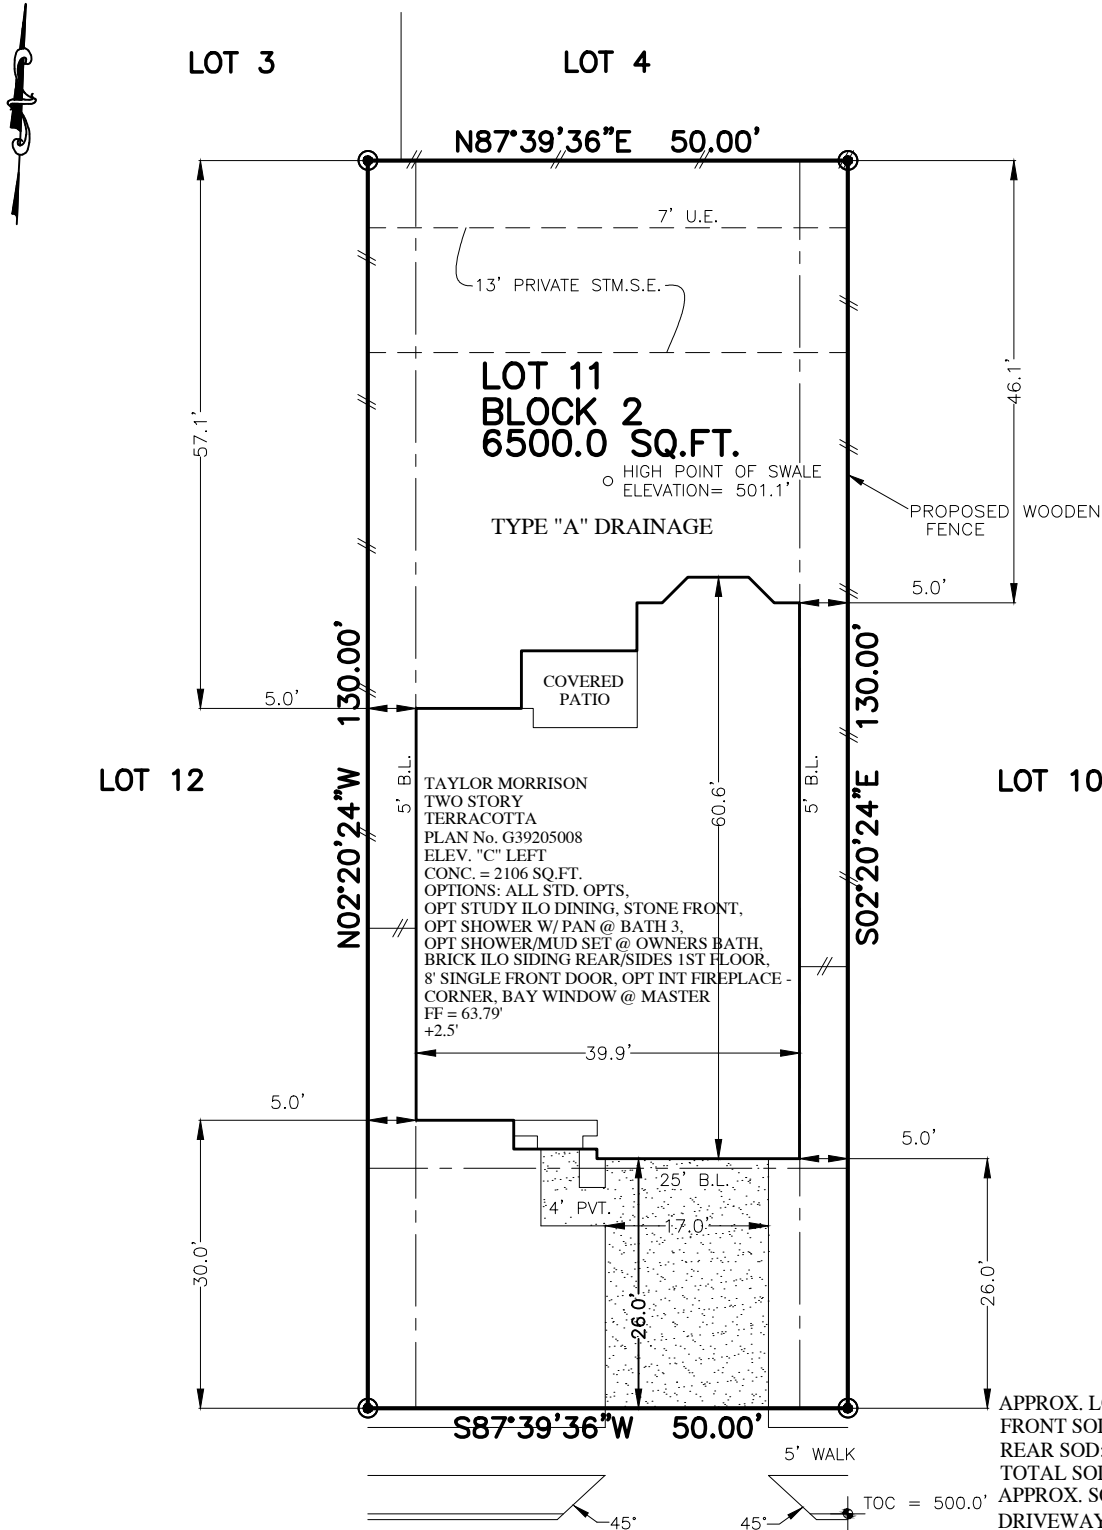 LOT 3
LOT 4
N87°39'36"E 50.00'
7' U.E.
13' PRIVATE STM.S.E.
LOT 11
BLOCK 2
6500.0 SQ.FT.
57.1'
46.1'
HIGH POINT OF SWALE
ELEVATION= 501.1'
TYPE "A" DRAINAGE
PROPOSED WOODEN
FENCE
5.0'
COVERED
PATIO
5.0'
N02°20'24"W 130.00'
S02°20'24"E 130.00'
LOT 12
LOT 10
5' B.L.
5' B.L.
60.6'
TAYLOR MORRISON
TWO STORY
TERRACOTTA
PLAN No. G39205008
ELEV. "C" LEFT
CONC. = 2106 SQ.FT.
OPTIONS: ALL STD. OPTS,
OPT STUDY ILO DINING, STONE FRONT,
OPT SHOWER W/ PAN @ BATH 3,
OPT SHOWER/MUD SET @ OWNERS BATH,
BRICK ILO SIDING REAR/SIDES 1ST FLOOR,
8' SINGLE FRONT DOOR, OPT INT FIREPLACE -
CORNER, BAY WINDOW @ MASTER
FF = 63.79'
+2.5'
39.9'
5.0'
5.0'
25' B.L.
4' PVT.
17.0'
30.0'
26.0'
26.0'
S87°39'36"W 50.00'
5' WALK
TOC = 500.0'
45°
45°
APPROX.
FRONT
REAR
TOTAL
APPROX.
DRIVEWAY